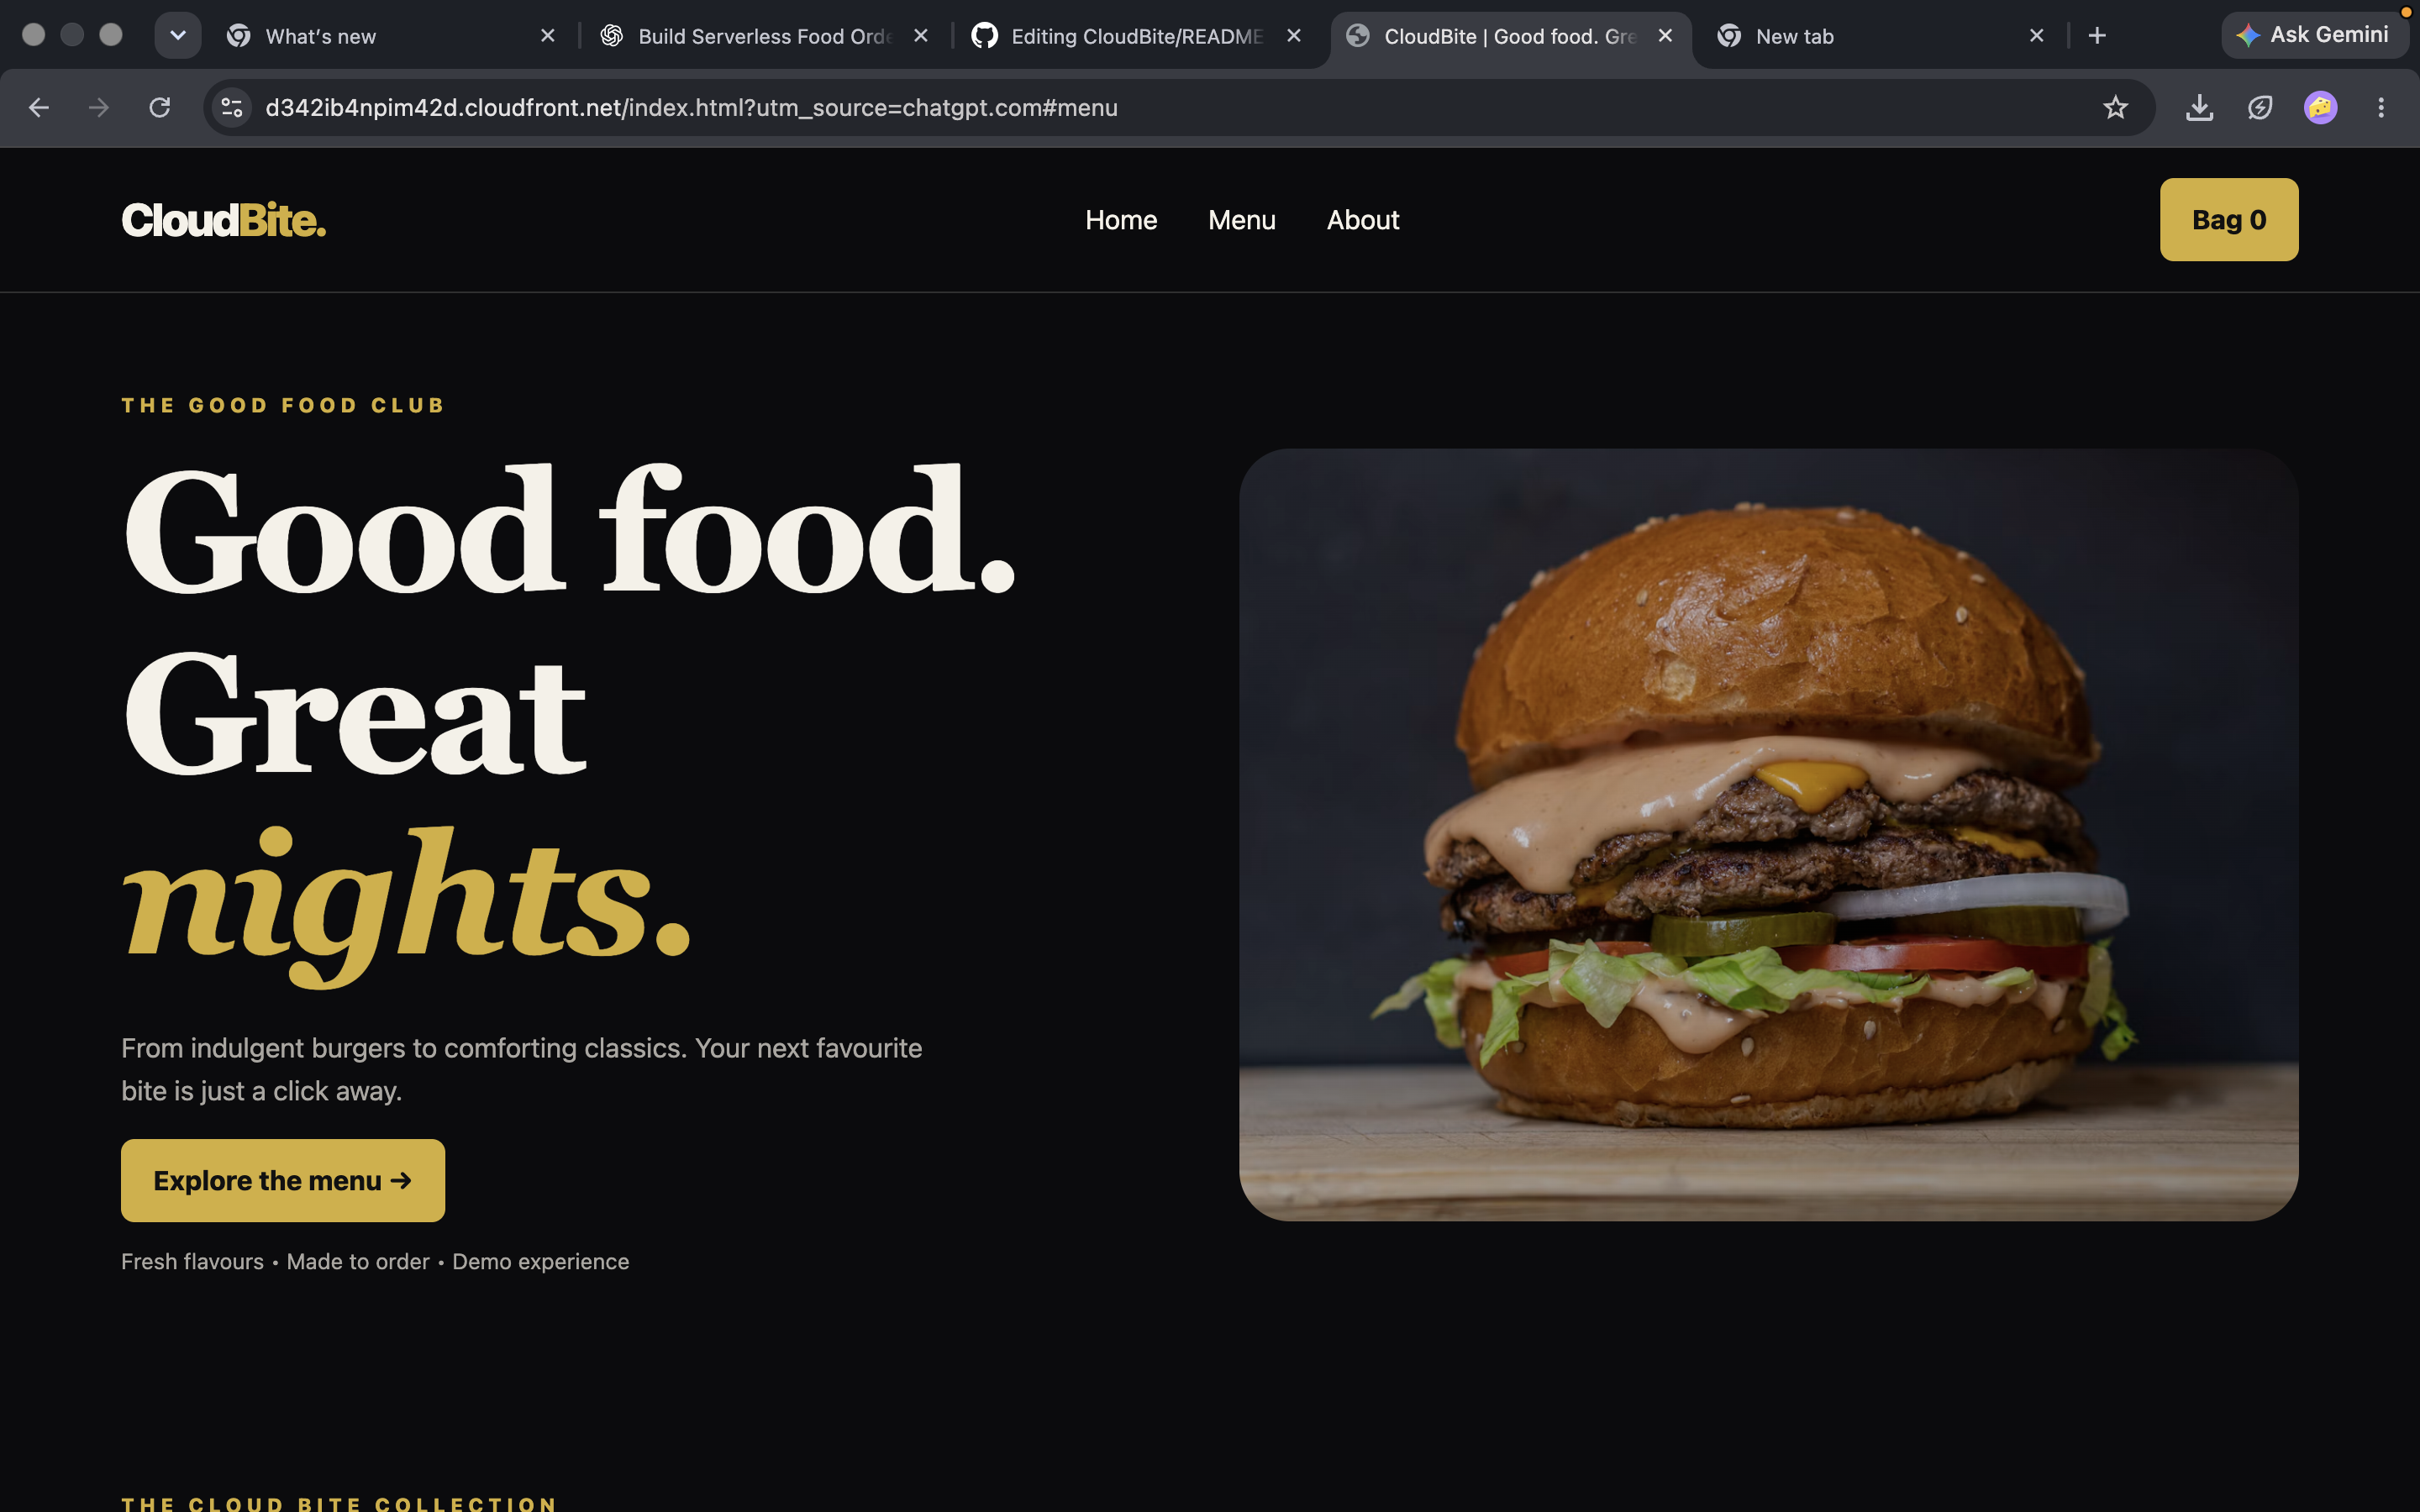 What's new
Build Serverless Food Orde
Editing CloudBite/README
CloudBite | Good food. Gre
New tab
Ask Gemini
d342ib4npim42d.cloudfront.net/index.html?utm_source=chatgpt.com#menu
CloudBite.
Home
Menu
About
Bag 0
THE GOOD FOOD CLUB
Good food.
Great
nights.
From indulgent burgers to comforting classics. Your next favourite
bite is just a click away.
Explore the menu →
Fresh flavours • Made to order • Demo experience
THE CLOUD BITE COLLECTION